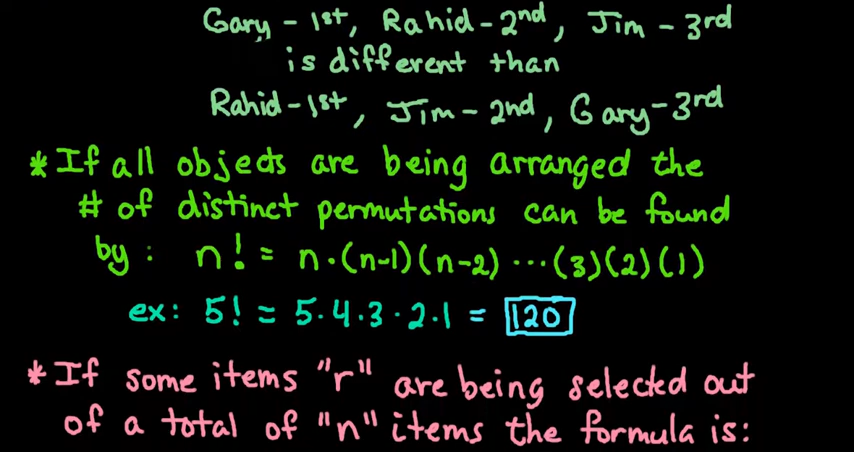 Gary - 1st, Rahid - 2nd, Jim - 3rd
is different than
Rahid - 1st, Jim - 2nd, Gary - 3rd
* If all objects are being arranged the
# of distinct permutations can be found
by: n! = n·(n-1)(n-2) ··· (3)(2)(1)
ex: 5! = 5·4·3·2·1 = 120
* If some items "r" are being selected out
of a total of "n" items the formula is: